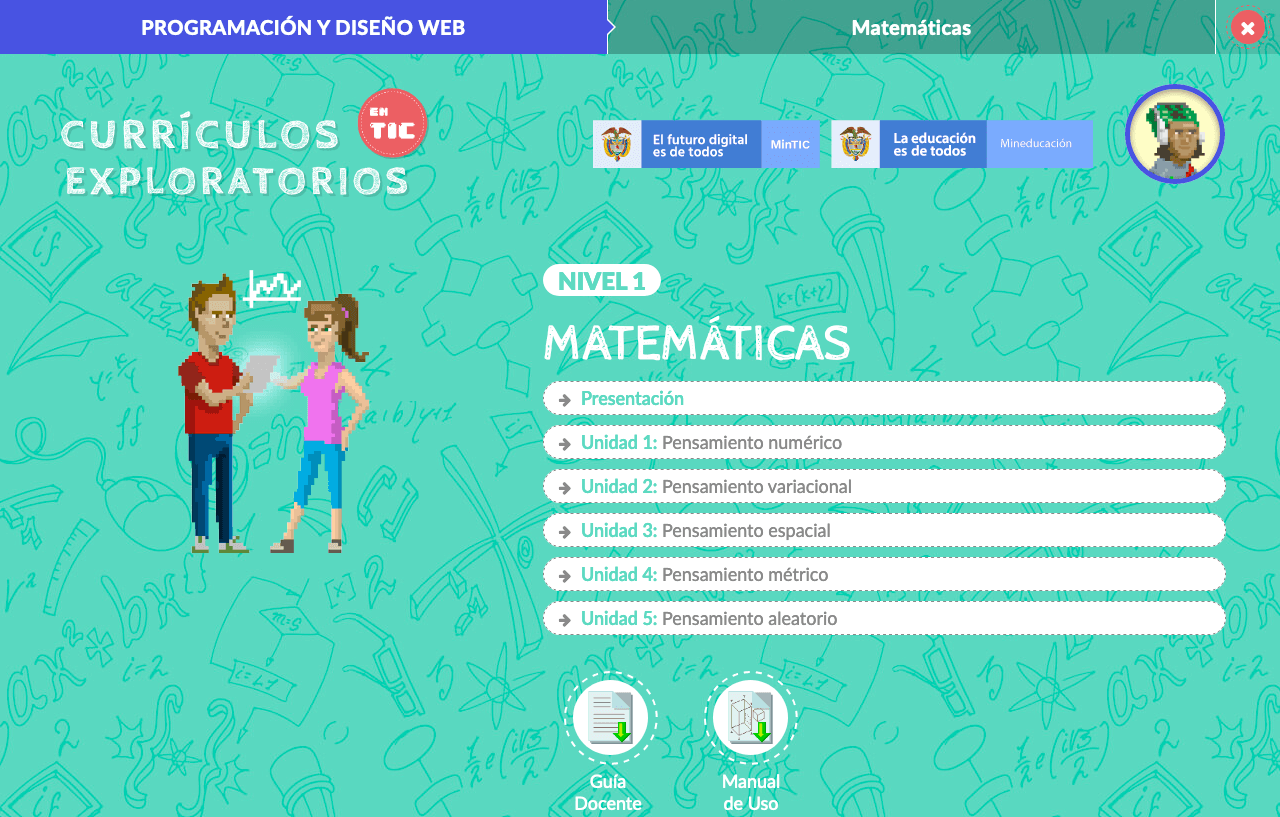 PROGRAMACIÓN Y DISEÑO WEB
Matemáticas
CURRÍCULOS
EN
TIC
EXPLORATORIOS
El futuro digital
es de todos
MinTIC
La educación
es de todos
Mineducación
NIVEL 1
MATEMÁTICAS
Presentación
Unidad 1: Pensamiento numérico
Unidad 2: Pensamiento variacional
Unidad 3: Pensamiento espacial
Unidad 4: Pensamiento métrico
Unidad 5: Pensamiento aleatorio
Guía
Docente
Manual
de Uso